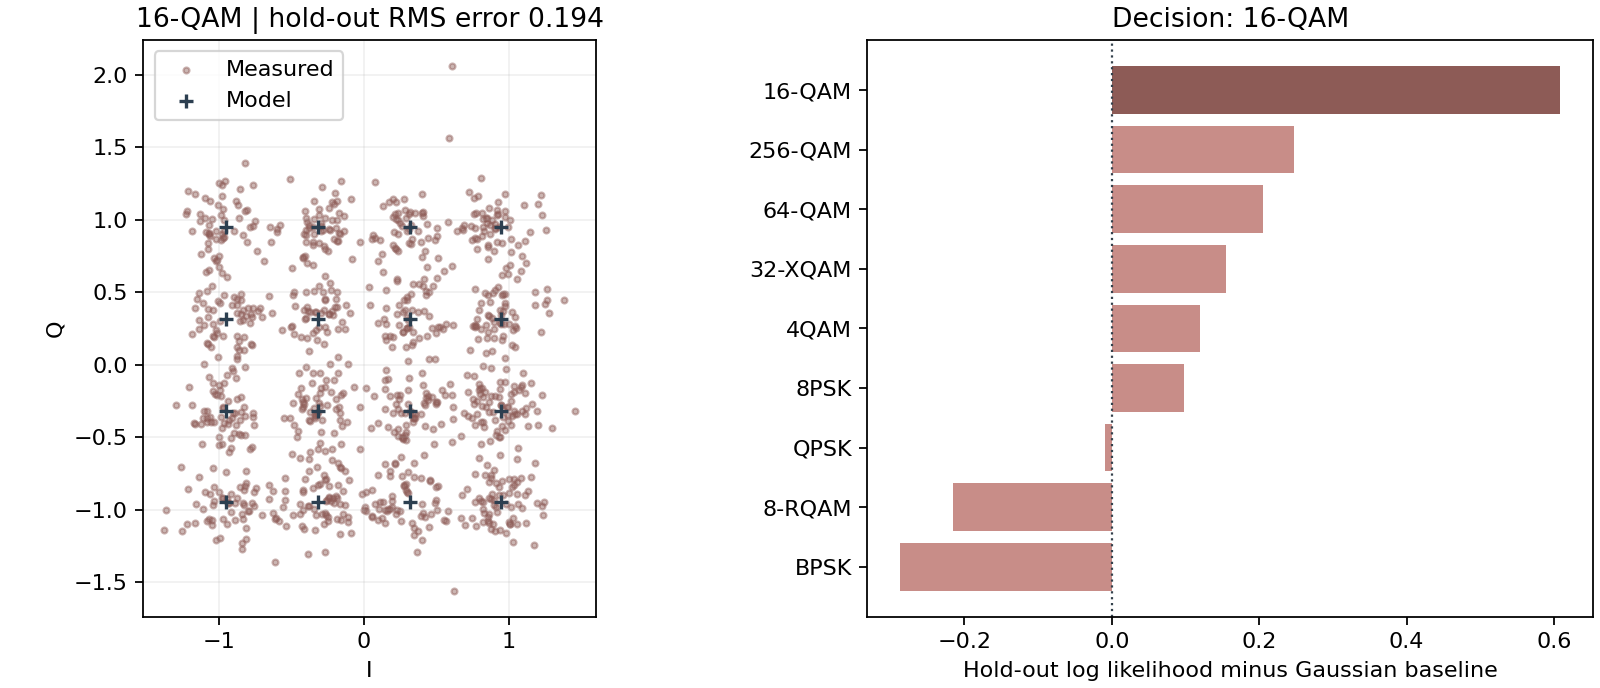 16-QAM | hold-out RMS error 0.194
Measured
Model
2.0
1.5
1.0
0.5
0.0
−0.5
−1.0
−1.5
Q
−1
0
1
I
Decision: 16-QAM
16-QAM
256-QAM
64-QAM
32-XQAM
4QAM
8PSK
QPSK
8-RQAM
BPSK
−0.2
0.0
0.2
0.4
0.6
Hold-out log likelihood minus Gaussian baseline